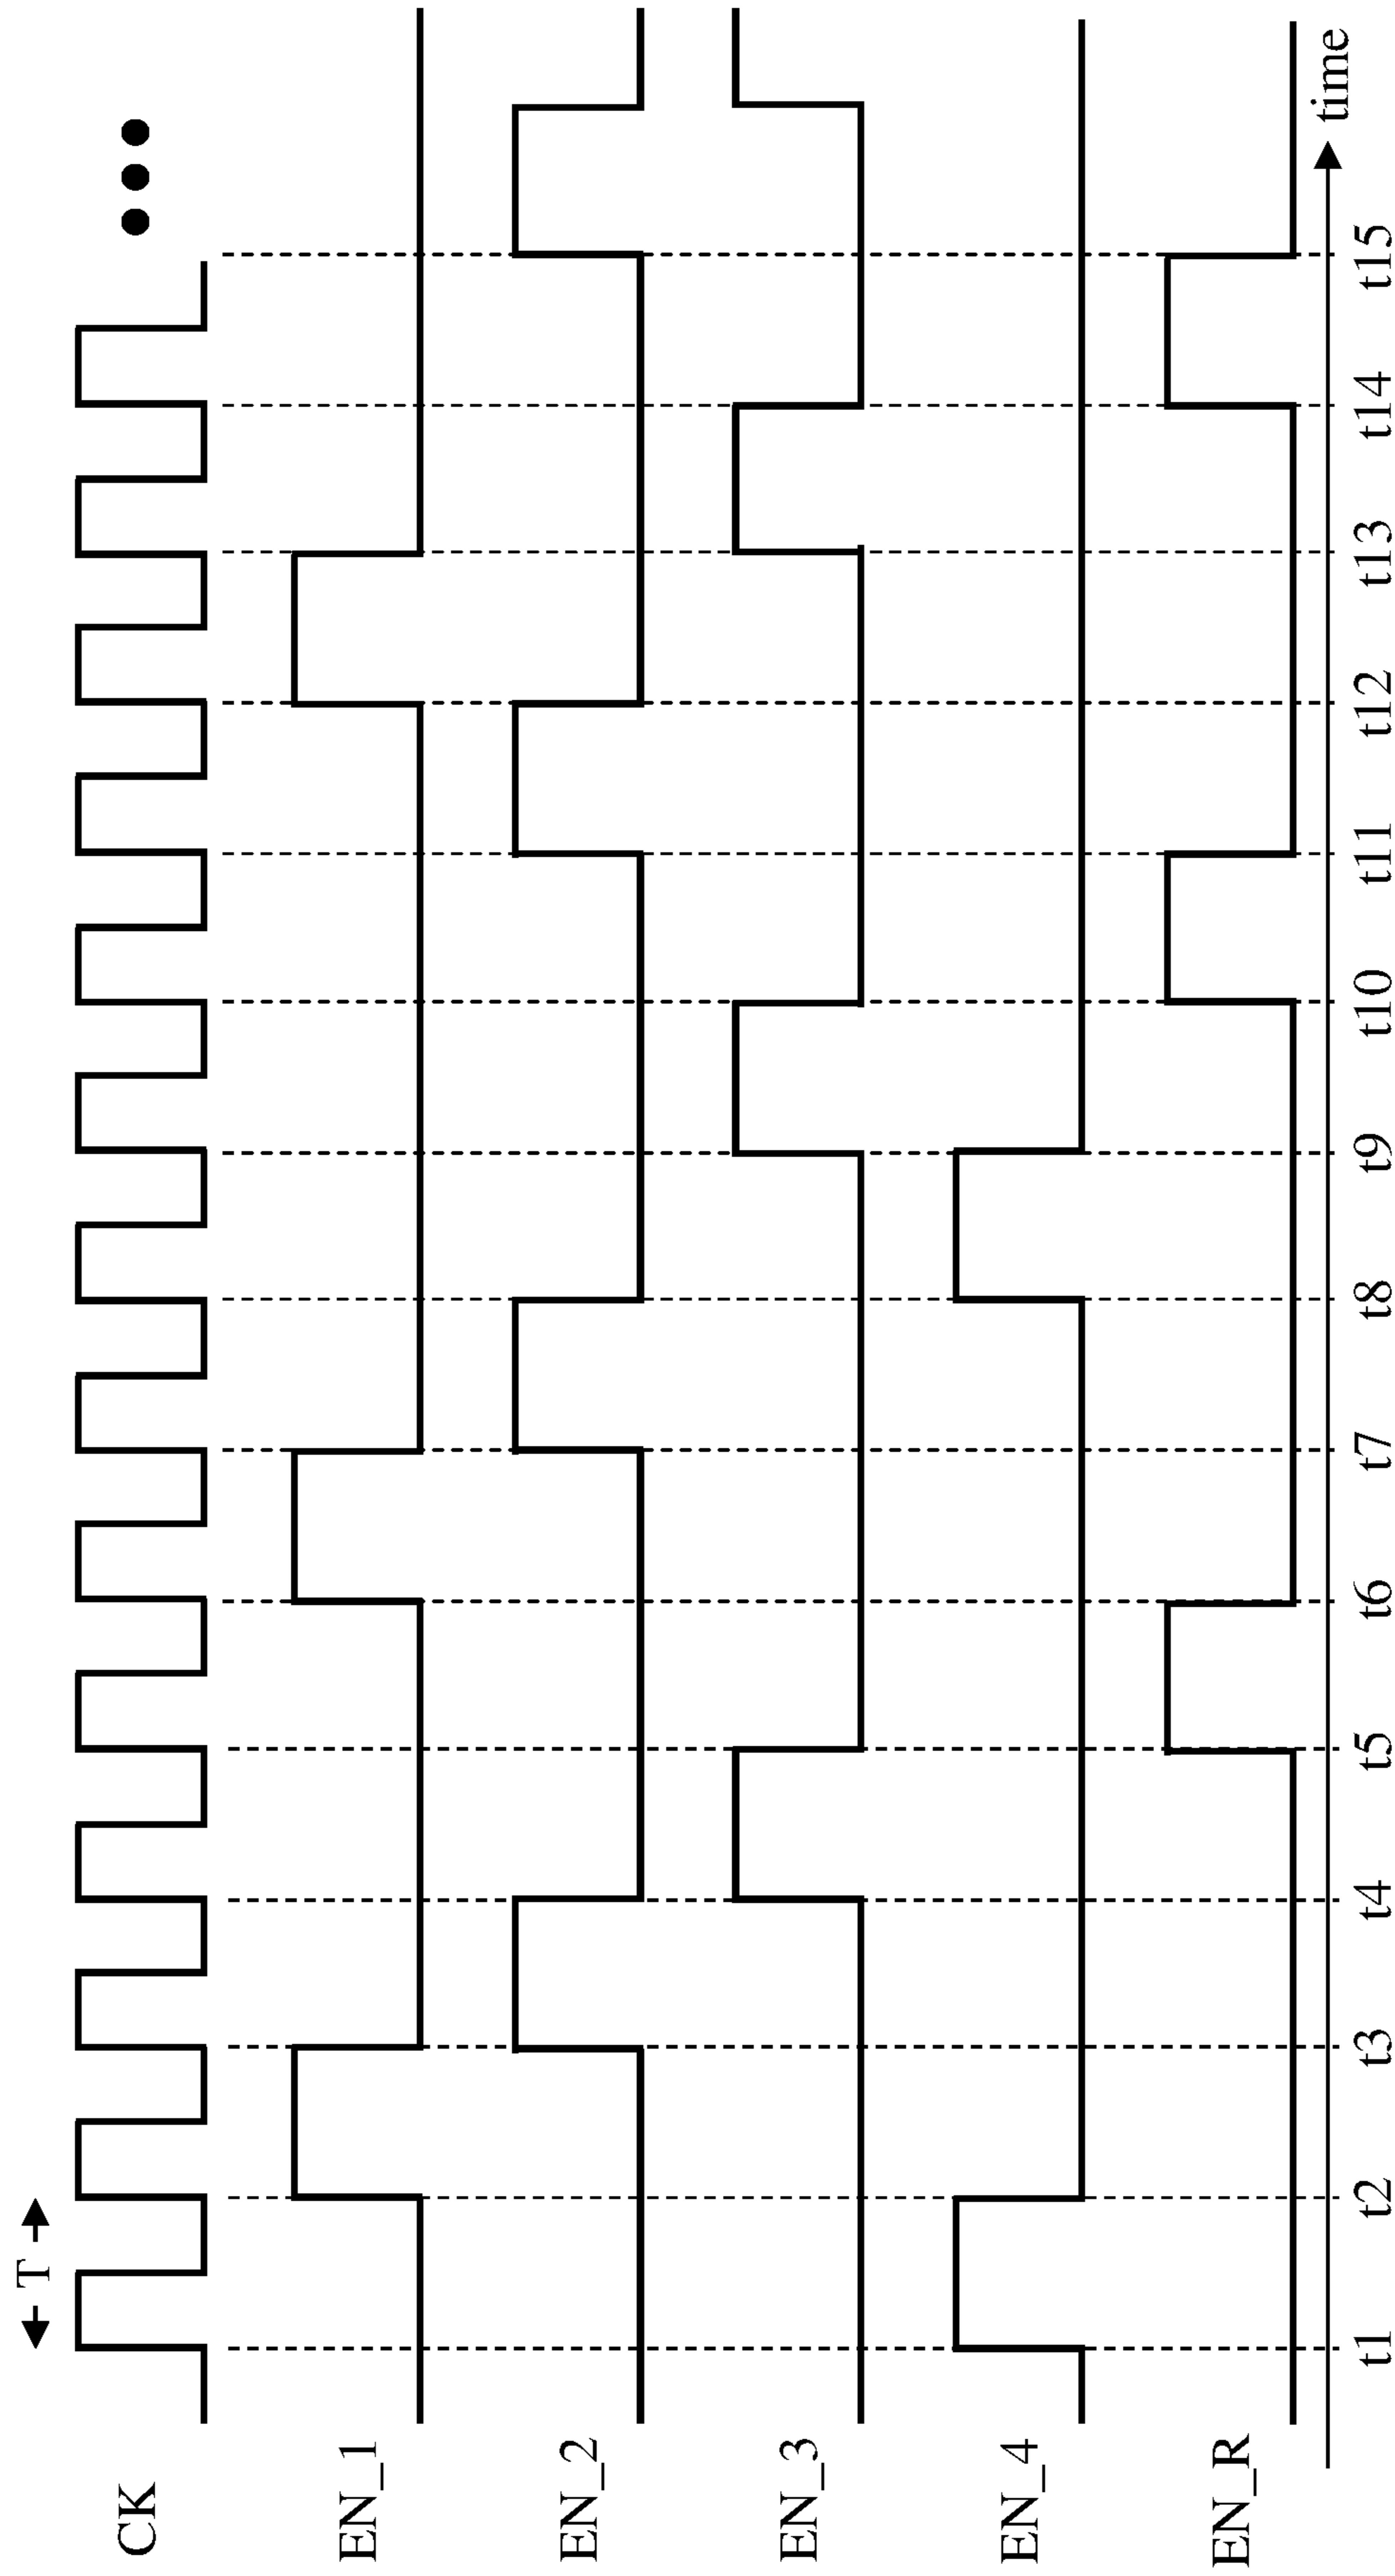 T
CK
EN_1
EN_2
EN_3
EN_4
EN_R
time
t1 t2 t3 t4 t5 t6 t7 t8 t9 t10 t11 t12 t13 t14 t15